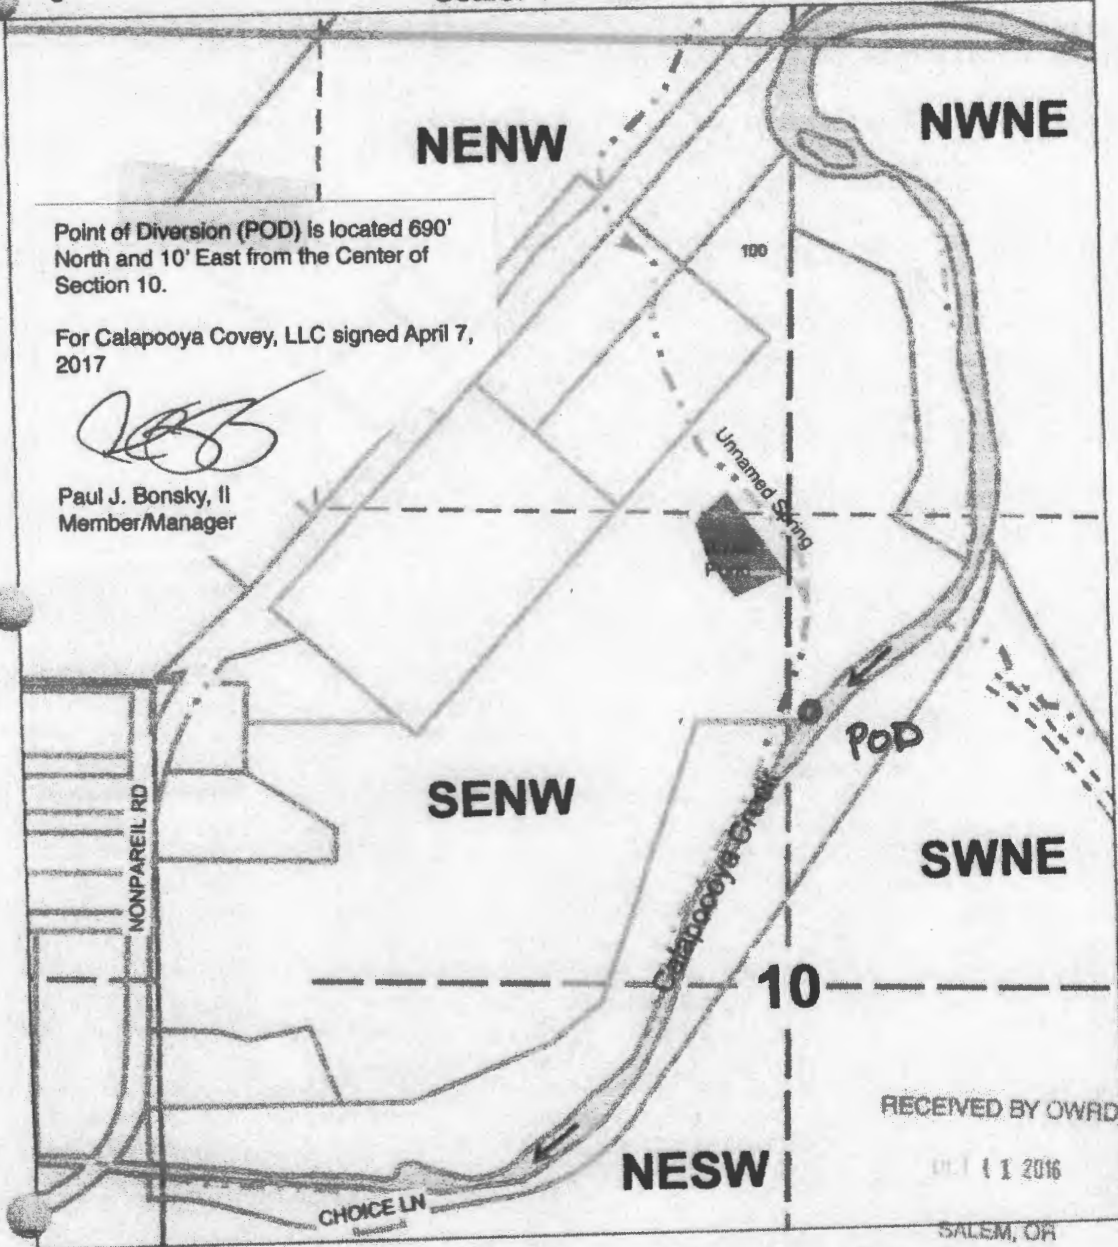 NENW
NWNE
Point of Diversion (POD) is located 690'
North and 10' East from the Center of
Section 10.
For Calapooya Covey, LLC signed April 7,
2017
Paul J. Bonsky, II
Member/Manager
100
Unnamed Spring
POD
SENW
NONPAREIL RD
Calapooya Creek
SWNE
10
RECEIVED BY OWRD
11 2016
SALEM, OR
NESW
CHOICE LN